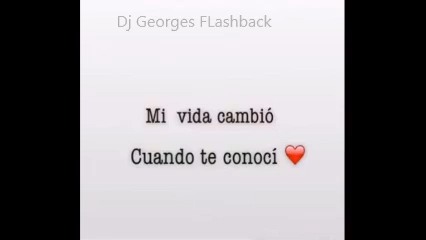 Dj Georges FLashback
Mi vida cambió
Cuando te conocí ❤️